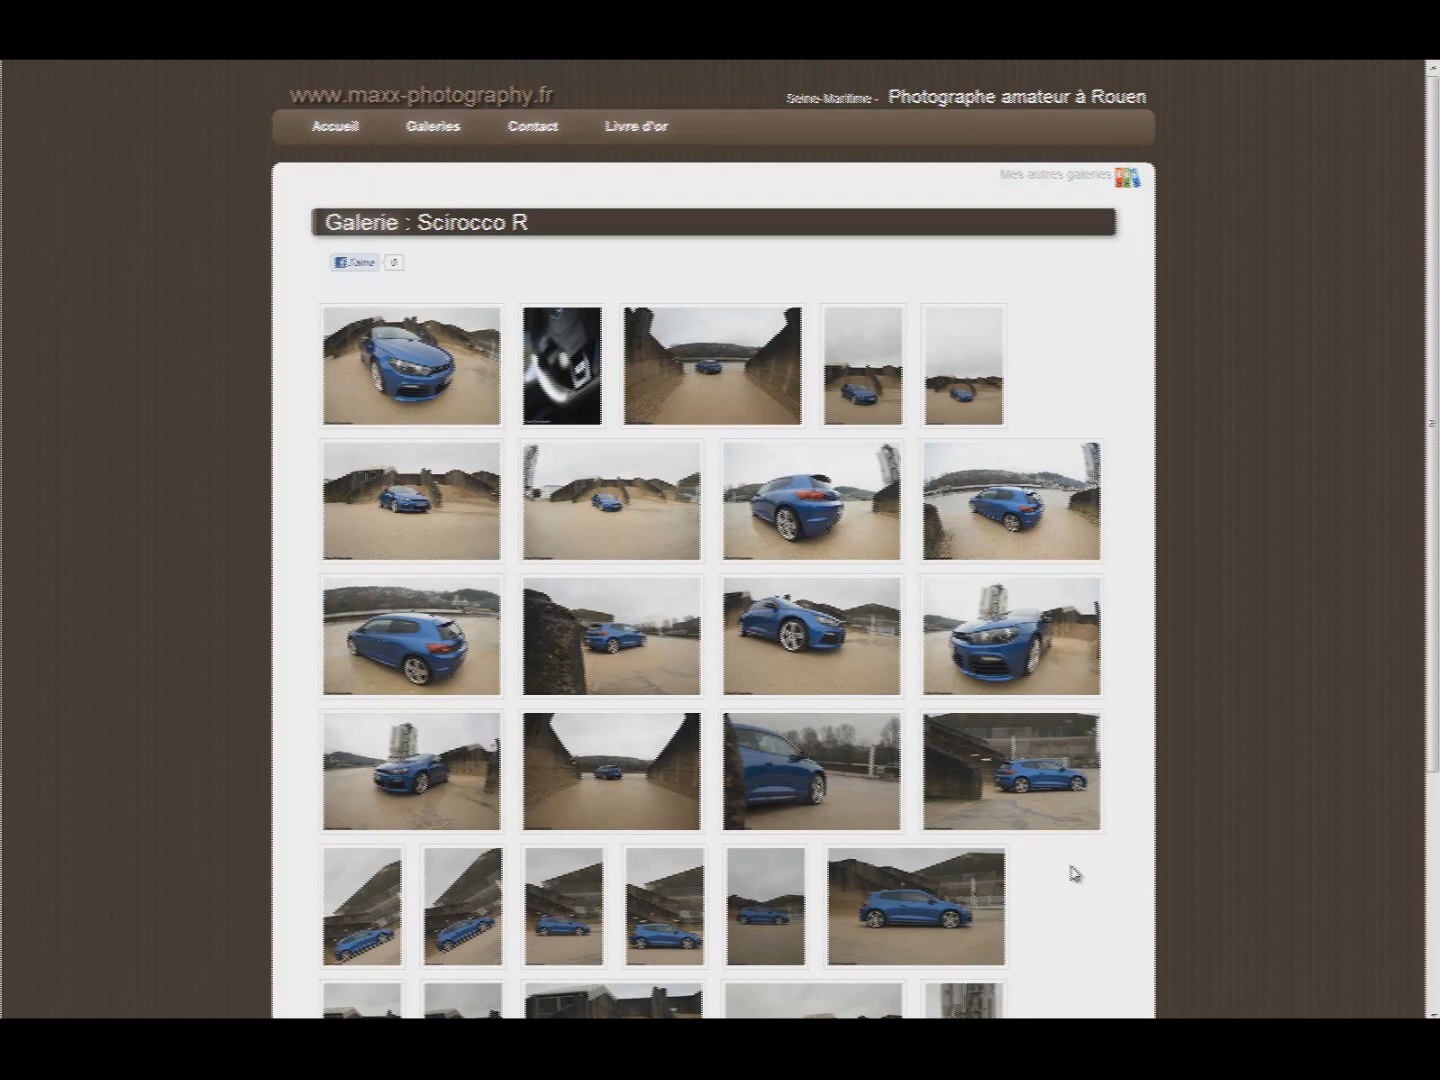 www.maxx-photography.fr
Seine-Maritime - Photographe amateur à Rouen
Accueil Galeries Contact Livre d'or
Mes autres galeries
Galerie : Scirocco R
J'aime